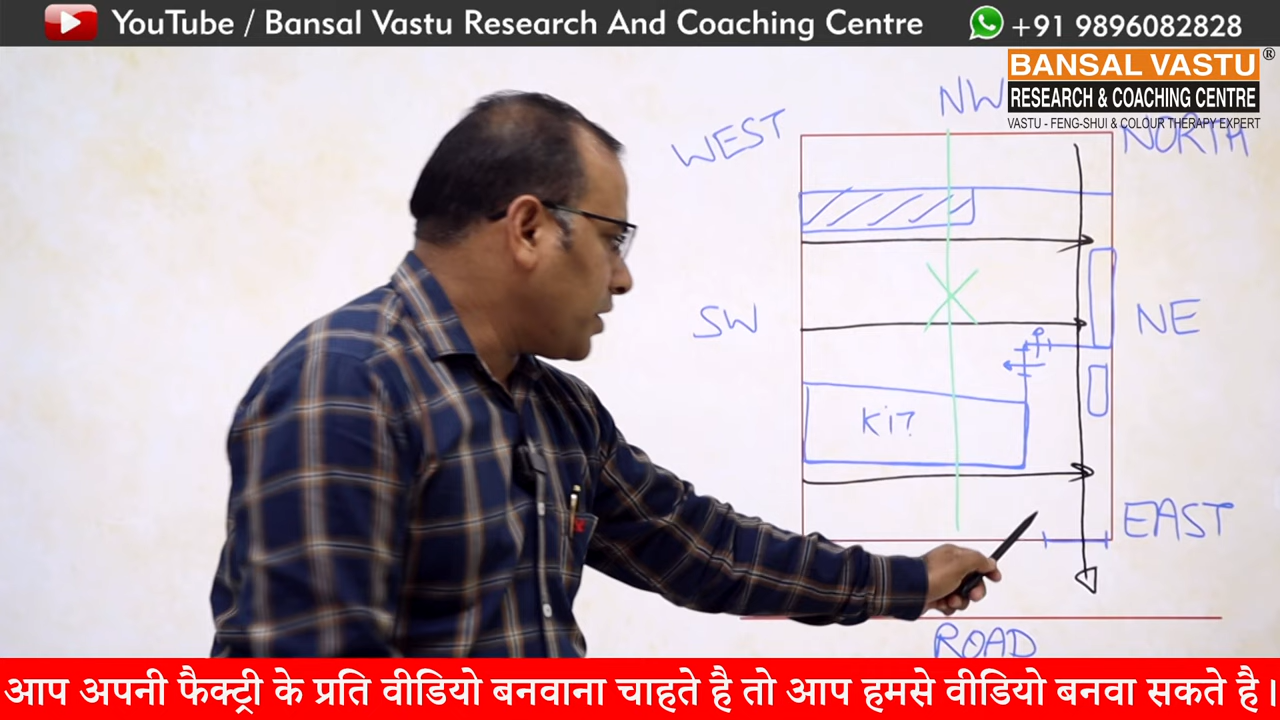 YouTube / Bansal Vastu Research And Coaching Centre
+91 9896082828
BANSAL VASTU®
RESEARCH & COACHING CENTRE
VASTU - FENG-SHUI & COLOUR THERAPY EXPERT
NW
WEST
NORTH
SW
NE
KiT
EAST
ROAD
आप अपनी फैक्ट्री के प्रति वीडियो बनवाना चाहते है तो आप हमसे वीडियो बनवा सकते है।